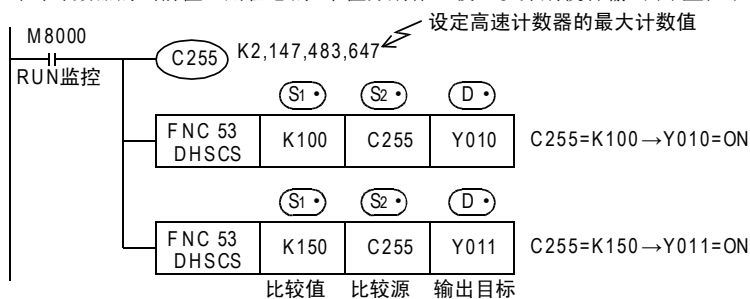 设定高速计数器的最大计数值
M8000
RUN监控
C255
K2,147,483,647
S1· S2· D·
FNC 53
DHSCS
K100 C255 Y010
C255=K100→Y010=ON
S1· S2· D·
FNC 53
DHSCS
K150 C255 Y011
C255=K150→Y011=ON
比较值 比较源 输出目标